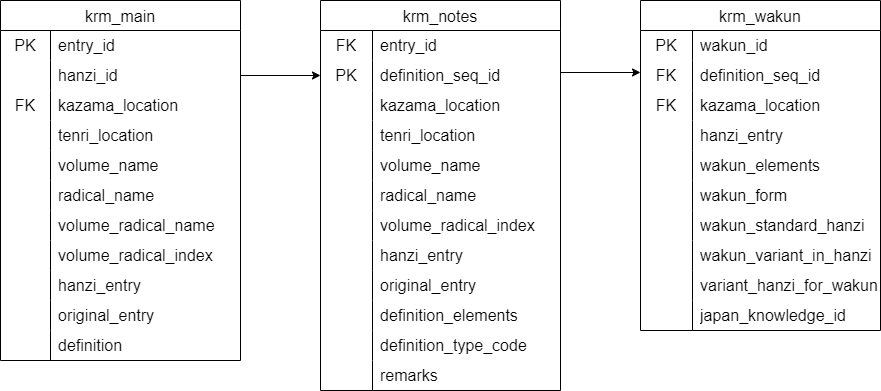 krm_main
PK entry_id
hanzi_id
FK kazama_location
tenri_location
volume_name
radical_name
volume_radical_name
volume_radical_index
hanzi_entry
original_entry
definition
krm_notes
FK entry_id
PK definition_seq_id
kazama_location
tenri_location
volume_name
radical_name
volume_radical_index
hanzi_entry
original_entry
definition_elements
definition_type_code
remarks
krm_wakun
PK wakun_id
FK definition_seq_id
FK kazama_location
hanzi_entry
wakun_elements
wakun_form
wakun_standard_hanzi
wakun_variant_in_hanzi
variant_hanzi_for_wakun
japan_knowledge_id